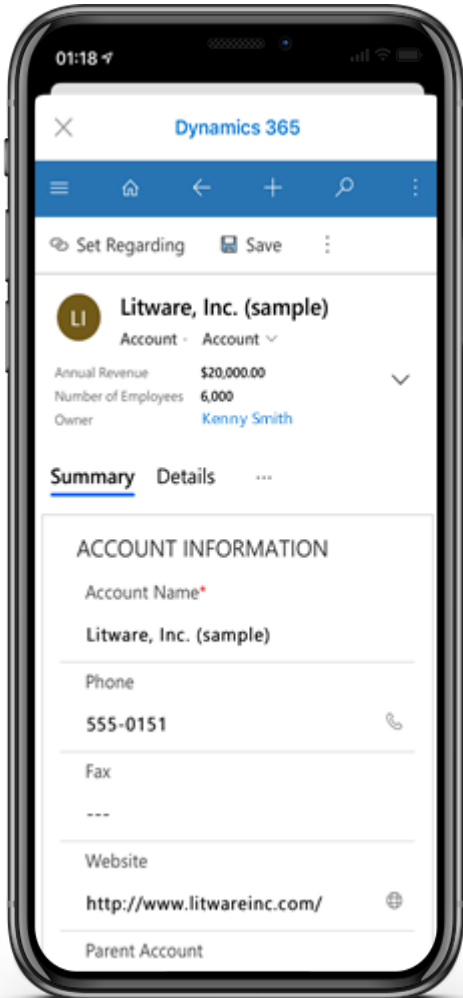 01:18
Dynamics 365
Set Regarding Save
LI
Litware, Inc. (sample)
Account · Account
Annual Revenue $20,000.00
Number of Employees 6,000
Owner Kenny Smith
Summary Details ...
ACCOUNT INFORMATION
Account Name*
Litware, Inc. (sample)
Phone
555-0151
Fax
---
Website
http://www.litwareinc.com/
Parent Account